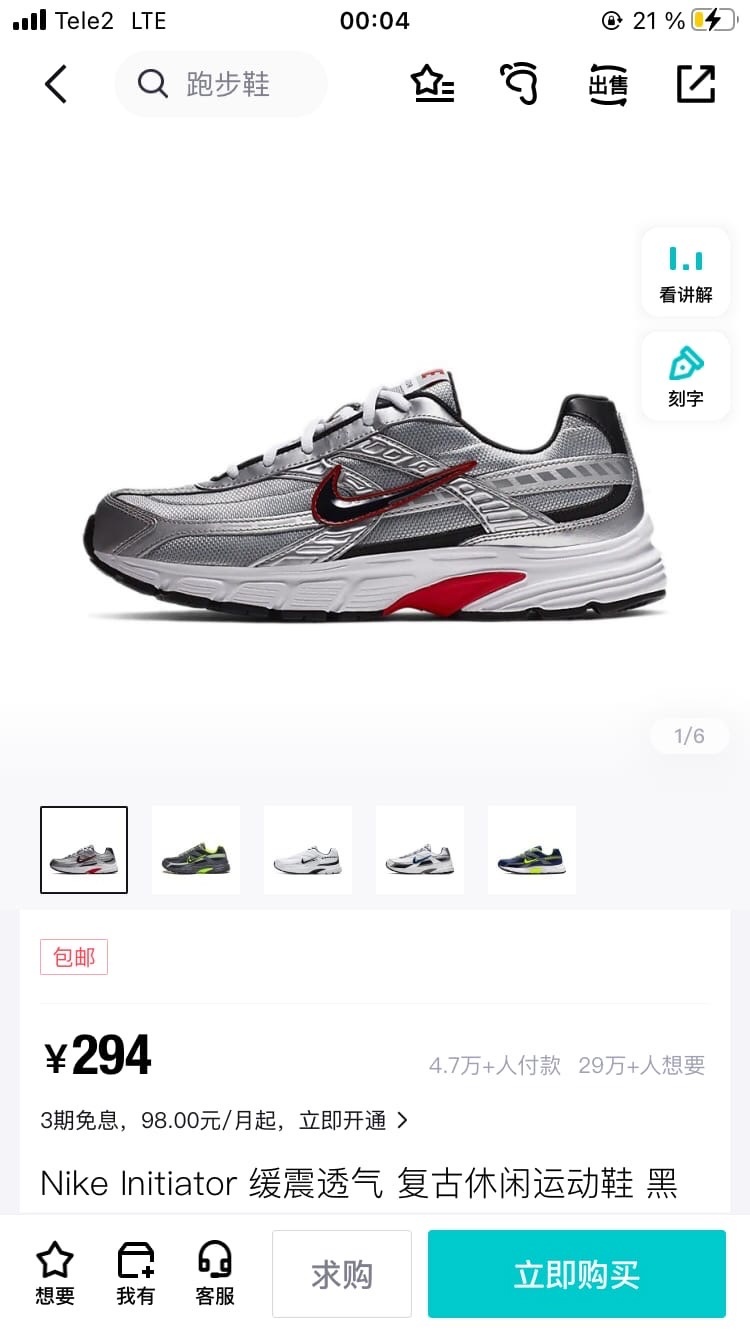 Tele2 LTE 00:04 21 %
跑步鞋
出售
看讲解
刻字
1/6
包邮
¥294 4.7万+人付款 29万+人想要
3期免息，98.00元/月起，立即开通
Nike Initiator 缓震透气 复古休闲运动鞋 黑
想要 我有 客服 求购 立即购买